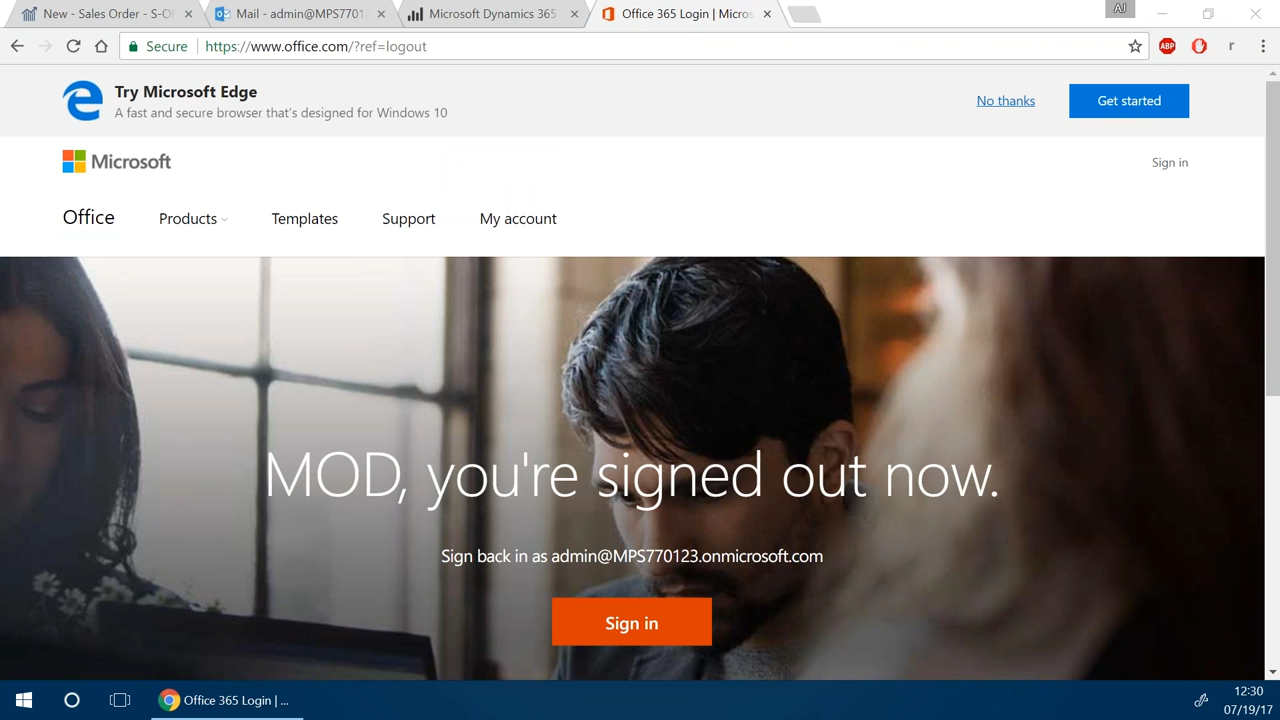 New - Sales Order - S-O
Mail - admin@MPS7701
Microsoft Dynamics 365
Office 365 Login | Micros
AJ
Secure
https://www.office.com/?ref=logout
ABP
r
Try Microsoft Edge
A fast and secure browser that's designed for Windows 10
No thanks
Get started
Microsoft
Sign in
Office
Products
Templates
Support
My account
MOD, you're signed out now.
Sign back in as admin@MPS770123.onmicrosoft.com
Sign in
Office 365 Login | ...
12:30
07/19/17